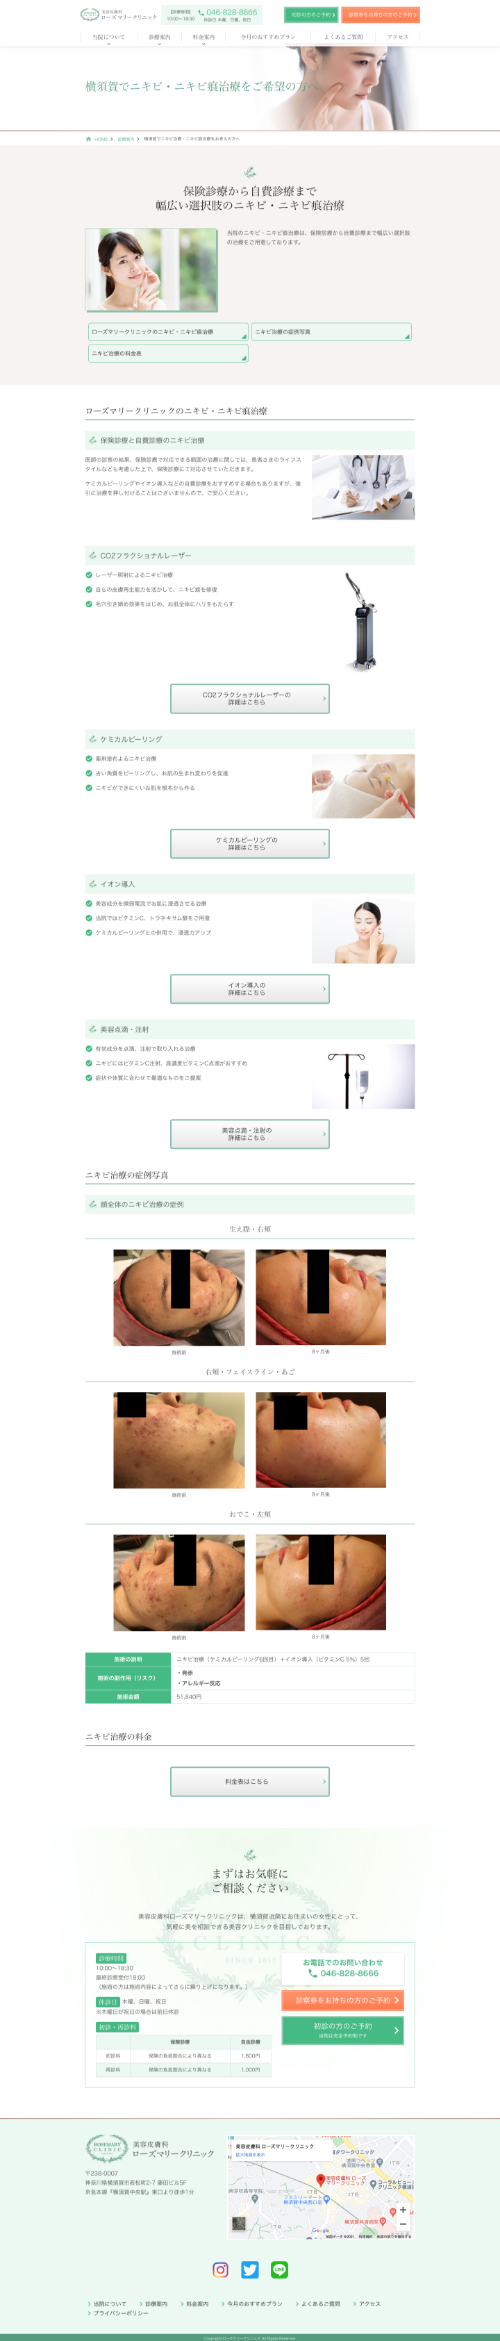 美容皮膚科
ローズマリークリニック
【診療時間】
10:00〜18:30
046-828-8666
休診日 木曜、日曜、祝日
初診の方のご予約
診察券をお持ちの方のご予約
当院について
診療案内
料金案内
今月のおすすめプラン
よくあるご質問
アクセス
横須賀でニキビ・ニキビ痕治療をご希望の方へ
HOME
診療案内
保険診療から自費診療まで
幅広い選択肢のニキビ・ニキビ痕治療
当院のニキビ・ニキビ痕治療は、保険診療から自費診療まで幅広い選択肢
の治療をご用意しております。
ローズマリークリニックのニキビ・ニキビ痕治療
ニキビ治療の症例写真
ニキビ治療の料金表
ローズマリークリニックのニキビ・ニキビ痕治療
保険診療と自費診療のニキビ治療
医師の診察の結果、保険診療で対応できる範囲の治療に関しては、患者さまのライフス
タイルなども考慮した上で、保険診療にて対応させていただきます。
ケミカルピーリングやイオン導入などの自費診療をおすすめする場合もありますが、強
引に治療を押し付けることはございませんので、ご安心ください。
CO2フラクショナルレーザー
レーザー照射によるニキビ治療
自らの皮膚再生能力を活かして、ニキビ痕を修復
毛穴引き締め効果をはじめ、お肌全体にハリをもたらす
CO2フラクショナルレーザーの
詳細はこちら
ケミカルピーリング
薬剤塗布によるニキビ治療
古い角質をピーリングし、お肌の生まれ変わりを促進
ニキビができにくいお肌を根本から作る
ケミカルピーリングの
詳細はこちら
イオン導入
美容成分を微弱電流でお肌に浸透させる治療
当院ではビタミンC、トラネキサム酸をご用意
ケミカルピーリングとの併用で、浸透力アップ
イオン導入の
詳細はこちら
美容点滴・注射
有効成分を点滴、注射で取り入れる治療
ニキビにはビタミンC注射、高濃度ビタミンC点滴がおすすめ
症状や体質に合わせて最適なものをご提案
美容点滴・注射の
詳細はこちら
ニキビ治療の症例写真
顔全体のニキビ治療の症例
生え際・右頬
施術前
8ヶ月後
右頬・フェイスライン・あご
施術前
8ヶ月後
おでこ・左頬
施術前
8ヶ月後
施術の説明
ニキビ治療（ケミカルピーリング6回目）+イオン導入（ビタミンC 5%）5回
施術の副作用（リスク）
・発赤
・アレルギー反応
施術金額
51,840円
ニキビ治療の料金
料金表はこちら
まずはお気軽に
ご相談ください
美容皮膚科ローズマリークリニックは、横須賀近隣にお住まいの女性にとって、
気軽に美を相談できる美容クリニックを目指しております。
CLINIC
SINCE 2017
診療時間
10:00〜18:30
最終診察受付18:00
（施術の方は施術内容によってさらに繰り上げになります。）
休診日 木曜、日曜、祝日
※木曜日が祝日の場合は前日休診
初診・再診料
保険診療
自由診療
初診料
保険の負担割合により異なる
再診料
保険の負担割合により異なる
お電話でのお問い合わせ
046-828-8666
診察券をお持ちの方のご予約
初診の方のご予約
当院は完全予約制です
ROSEMARY
CLINIC
美容皮膚科
ローズマリークリニック
〒238-0007
神奈川県横須賀市若松町2-7 澤田ビル5F
京急本線『横須賀中央駅』東口より徒歩1分
美容皮膚科 ローズマリークリニック
拡大地図を表示
美容皮膚科 ローズ
マリークリニック
Google
当院について
診療案内
料金案内
今月のおすすめプラン
よくあるご質問
アクセス
プライバシーポリシー